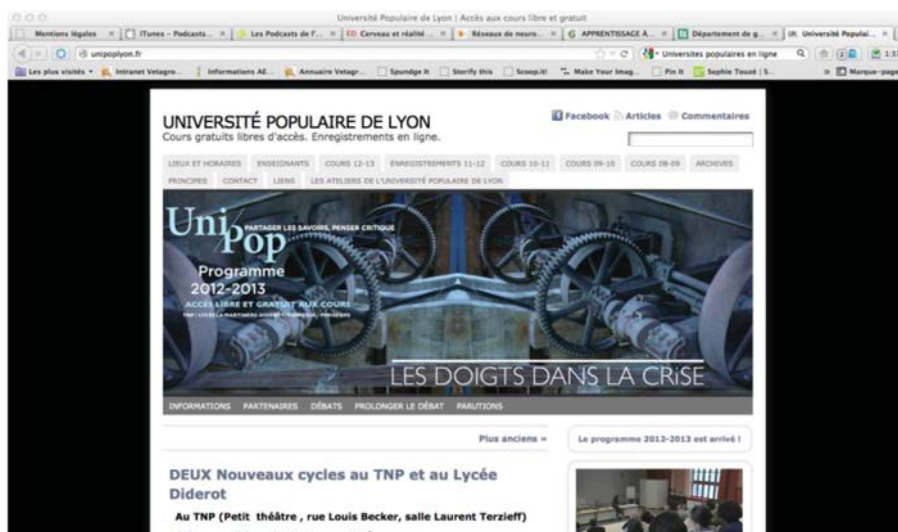 Université Populaire de Lyon | Accès aux cours libre et gratuit
Mentions légales iTunes - Podcasts... Les Podcasts de l'... Cerveau et réalité ... Réseaux de neuro... APPRENTISSAGE À... Département de g... Université Populai...
unipoplyon.fr Universites populaires en ligne
Les plus visités Intranet Vetagro... Informations AE... Annuaire Vetagr... Spundge It Storify this Scoop.it! Make Your Imag... Pin It Sophie Touzé | S... Marque-page
UNIVERSITÉ POPULAIRE DE LYON
Cours gratuits libres d'accès. Enregistrements en ligne.
Facebook Articles Commentaires
LIEUX ET HORAIRES ENSEIGNANTS COURS 12-13 ENREGISTREMENTS 11-12 COURS 10-11 COURS 09-10 COURS 08-09 ARCHIVES
PRINCIPES CONTACT LIENS LES ATELIERS DE L'UNIVERSITÉ POPULAIRE DE LYON
Uni
Pop
PARTAGER LES SAVOIRS, PENSER CRITIQUE
Programme
2012-2013
ACCÈS LIBRE ET GRATUIT AUX COURS
LES DOIGTS DANS LA CRiSE
INFORMATIONS PARTENAIRES DÉBATS PROLONGER LE DÉBAT PARUTIONS
Plus anciens »
Le programme 2012-2013 est arrivé !
DEUX Nouveaux cycles au TNP et au Lycée
Diderot
Au TNP (Petit théâtre , rue Louis Becker, salle Laurent Terzieff)